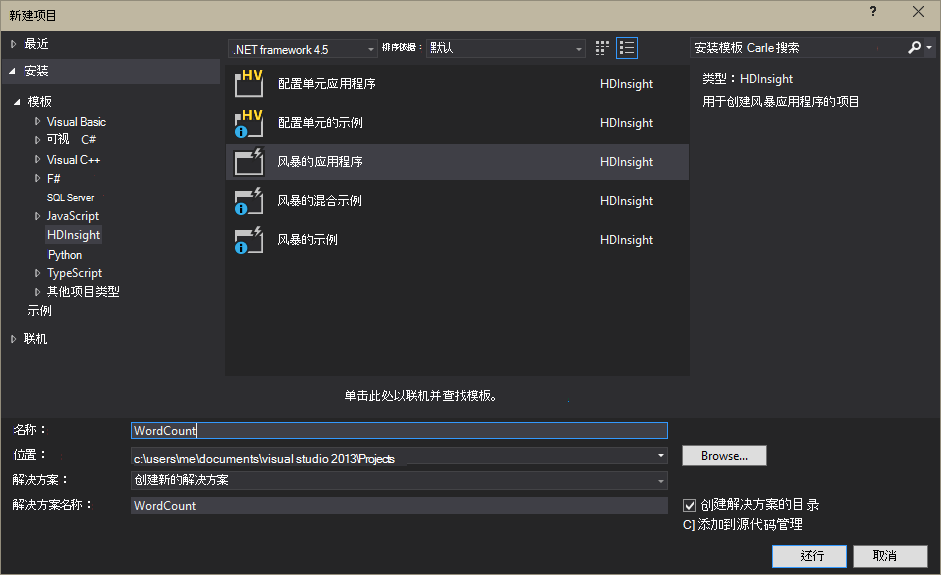 新建项目
?
最近
安装
.NET framework 4.5
排序依据：
默认
安装模板 Carle搜索
模板
Visual Basic
可视 C#
Visual C++
F#
SQL Server
JavaScript
HDInsight
Python
TypeScript
其他项目类型
示例
联机
HV 配置单元应用程序 HDInsight
HV 配置单元的示例 HDInsight
风暴的应用程序 HDInsight
风暴的混合示例 HDInsight
风暴的示例 HDInsight
类型：HDInsight
用于创建风暴应用程序的项目
单击此处以联机并查找模板。
名称： WordCount
位置： c:\users\me\documents\visual studio 2013\Projects Browse...
解决方案： 创建新的解决方案
解决方案名称： WordCount
创建解决方案的目录
C]添加到源代码管理
还行 取消